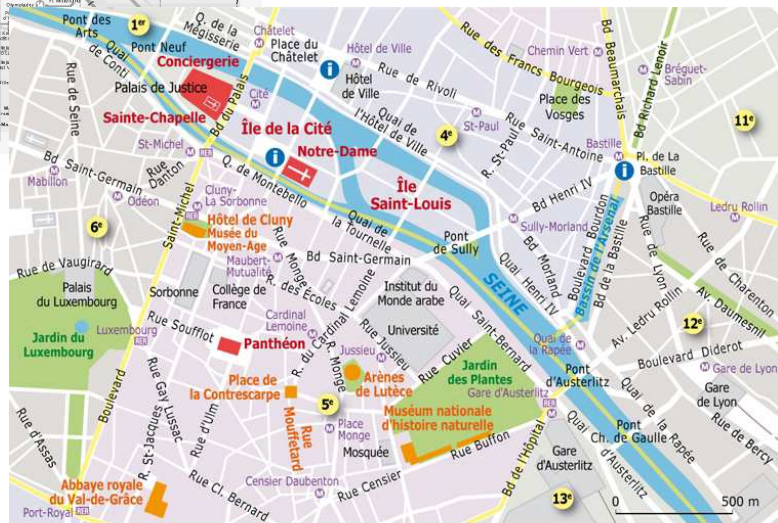 Pont des
Arts
1er
Q. de la
Mégisserie
Châtelet
M
Place du
Châtelet
Hôtel de Ville
M
Chemin Vert
M
Bd Beaumarchais
Bd Richard Lenoir
Bréguet-
Sabin
M
Quai
de Conti
Pont Neuf
Conciergerie
i
Hôtel
de Ville
Rue de Rivoli
Rue des Francs Bourgeois
Palais de Justice
Cité
M
Bd du Palais
Rue de Seine
Sainte-Chapelle
Île de la Cité
Quai de
l'Hôtel de Ville
4e
M
St-Paul
R. St-Paul
Place des
Vosges
Rue Saint-Antoine
Bastille
M
i
Pl. de La
Bastille
11e
St-Michel
M
RER
i
Notre-Dame
Bd Saint-Germain
Rue
Danton
Q. de Montebello
Île
Saint-Louis
Bd Henri IV
M
Mabillon
M
Odéon
Cluny-
La Sorbonne
RER
Opéra
Bastille
Ledru Rollin
M
6e
Saint-Michel
Hôtel de Cluny
Musée du
Moyen-Age
Quai de
la Tournelle
Pont
de Sully
M
Sully-Morland
Bd Morland
Boulevard Bourdon
Bassin de l'Arsenal
Bd de la Bastille
Rue de Lyon
Rue de Charenton
Rue de Vaugirard
Maubert-
Mutualité
M
Rue Monge
Bd Saint-Germain
SEINE
Quai Henri IV
Av. Daumesnil
Palais
du Luxembourg
Sorbonne
Collège de
France
R. des Écoles
R. du Cardinal Lemoine
Institut du
Monde arabe
Quai Saint-Bernard
Av. Ledru Rollin
12e
Luxembourg
RER
Rue Soufflot
Cardinal
Lemoine
M
Université
Quai de
la Rapée
M
Boulevard Diderot
Jardin du
Luxembourg
Panthéon
Jussieu
M
Rue Jussieu
Rue Cuvier
Jardin
des Plantes
Pont
d'Austerlitz
M
Gare de Lyon
Boulevard
Rue Gay Lussac
Rue d'Ulm
Place de
la Contrescarpe
R. Monge
Arènes
de Lutèce
Gare d'Austerlitz
M
RER
Gare
de Lyon
5e
Rue
Mouffetard
Muséum nationale
d'histoire naturelle
Quai de la Rapée
Rue de Bercy
Rue d'Assas
R. St-Jacques
M
Place
Monge
Mosquée
Rue Buffon
Bd de l'Hôpital
Pont
Ch. de Gaulle
Quai
d'Austerlitz
Gare
d'Austerlitz
Abbaye royale
du Val-de-Grâce
Port-Royal
RER
Rue Cl. Bernard
Censier Daubenton
M
Rue Censier
13e
0
500 m